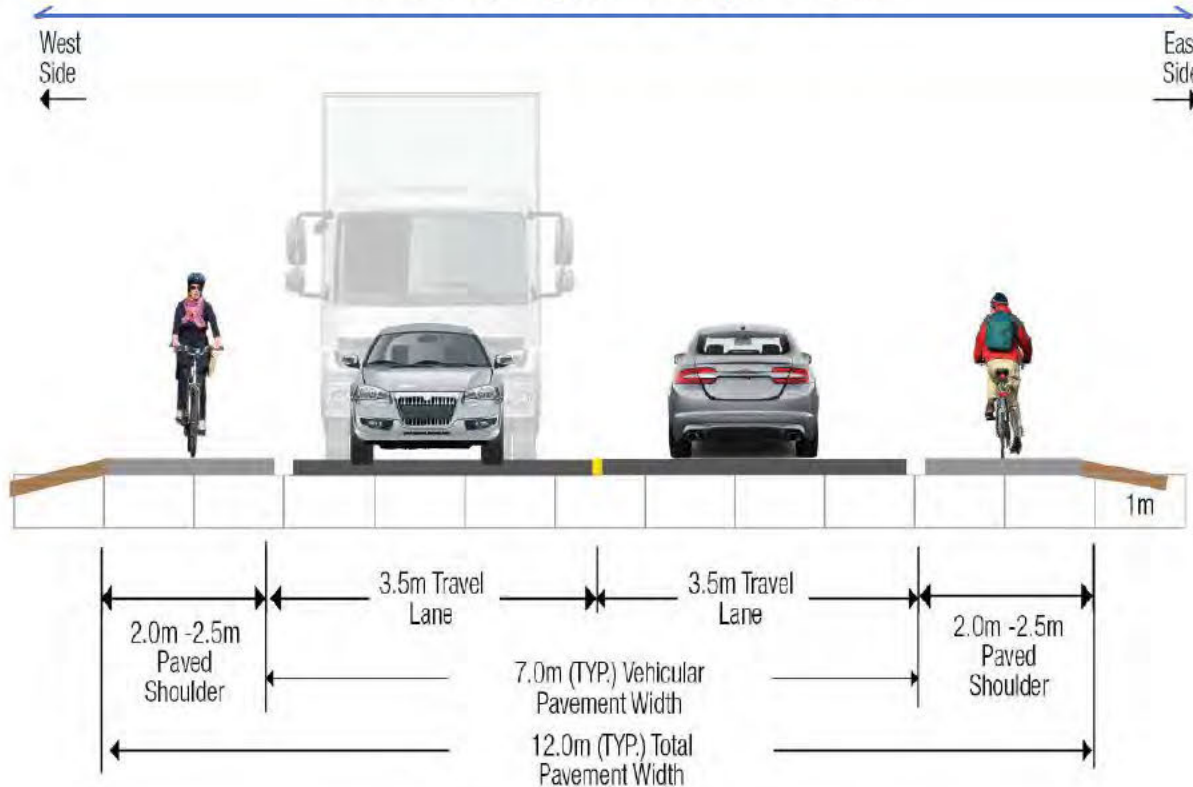 West
Side
Eas
Side
1m
3.5m Travel
Lane
3.5m Travel
Lane
2.0m -2.5m
Paved
Shoulder
2.0m -2.5m
Paved
Shoulder
7.0m (TYP.) Vehicular
Pavement Width
12.0m (TYP.) Total
Pavement Width